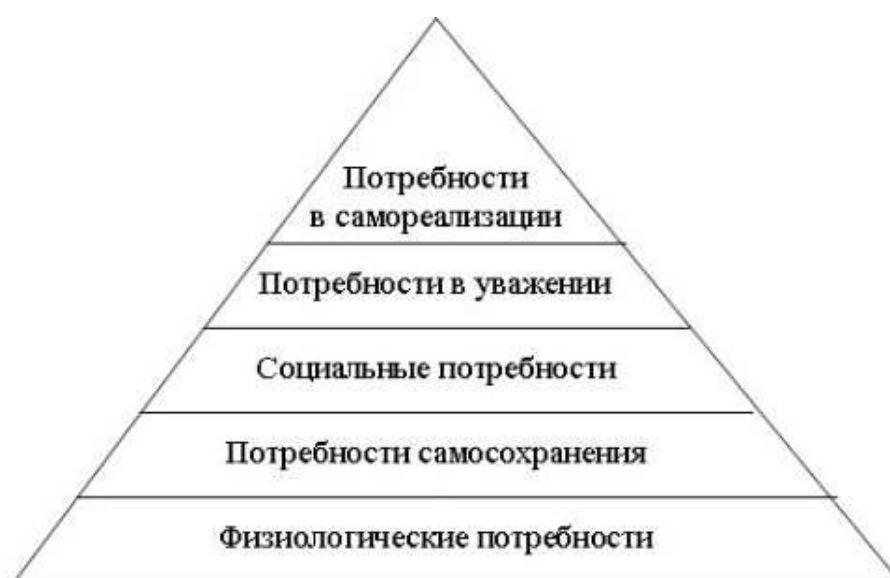 Потребности
в самореализации
Потребности в уважении
Социальные потребности
Потребности самосохранения
Физиологические потребности